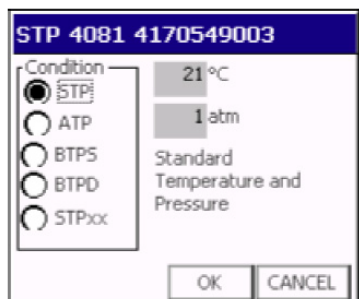 STP 4081 4170549003
Condition
STP
ATP
BTPS
BTPD
STPxx
21 °C
1 atm
Standard
Temperature and
Pressure
OK CANCEL